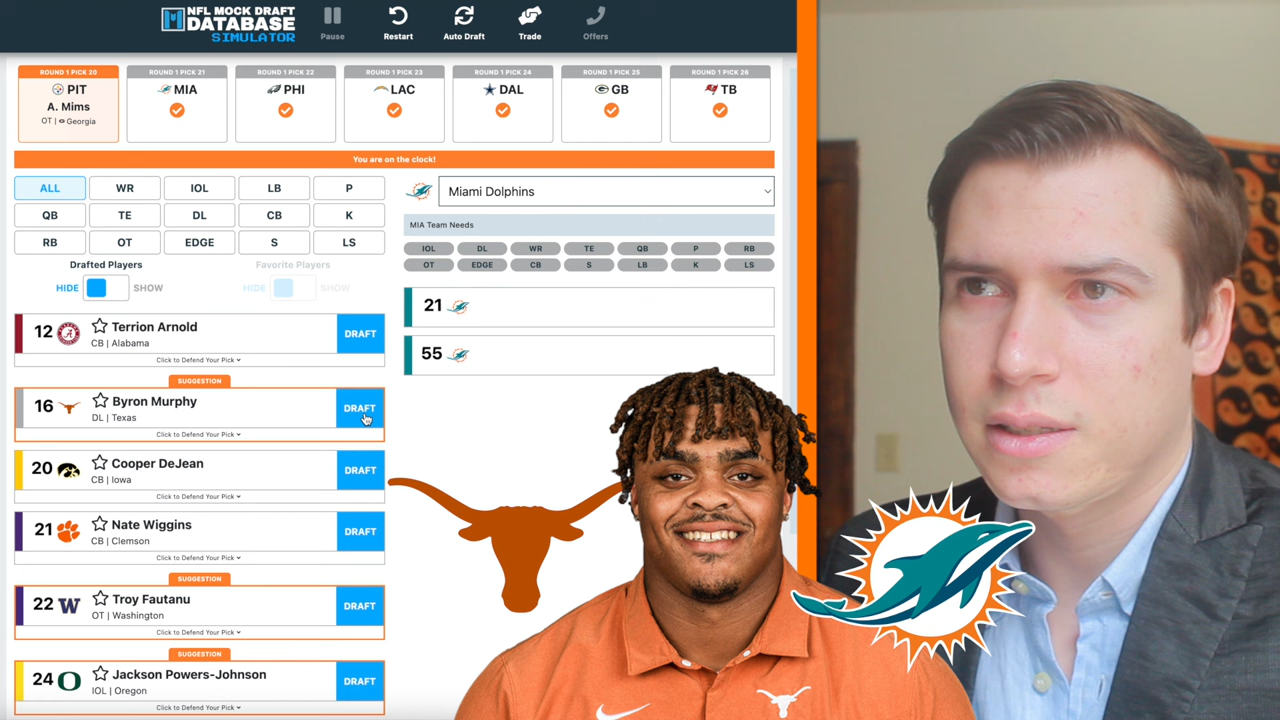 NFL MOCK DRAFT
DATABASE
SIMULATOR
Pause
Restart
Auto Draft
Trade
Offers
ROUND 1 PICK 20
PIT
A. Mims
OT | Georgia
ROUND 1 PICK 21
MIA
ROUND 1 PICK 22
PHI
ROUND 1 PICK 23
LAC
ROUND 1 PICK 24
DAL
ROUND 1 PICK 25
GB
ROUND 1 PICK 26
TB
You are on the clock!
ALL WR IOL LB P
QB TE DL CB K
RB OT EDGE S LS
Drafted Players
HIDE SHOW
Favorite Players
HIDE SHOW
Miami Dolphins
MIA Team Needs
IOL DL WR TE QB P RB
OT EDGE CB S LB K LS
21
55
12 Terrion Arnold
CB | Alabama
DRAFT
Click to Defend Your Pick
SUGGESTION
16 Byron Murphy
DL | Texas
DRAFT
Click to Defend Your Pick
20 Cooper DeJean
CB | Iowa
DRAFT
Click to Defend Your Pick
21 Nate Wiggins
CB | Clemson
DRAFT
Click to Defend Your Pick
SUGGESTION
22 Troy Fautanu
OT | Washington
DRAFT
Click to Defend Your Pick
SUGGESTION
24 Jackson Powers-Johnson
IOL | Oregon
DRAFT
Click to Defend Your Pick